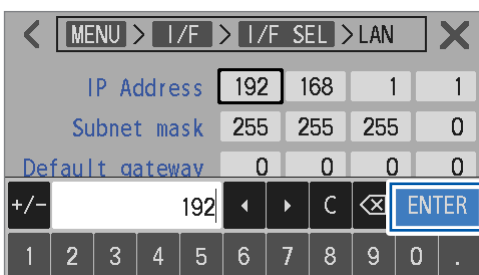 MENU > I/F > I/F SEL > LAN
IP Address 192 168 1 1
Subnet mask 255 255 255 0
Default gateway 0 0 0 0
+/- 192 C ENTER
1 2 3 4 5 6 7 8 9 0 .